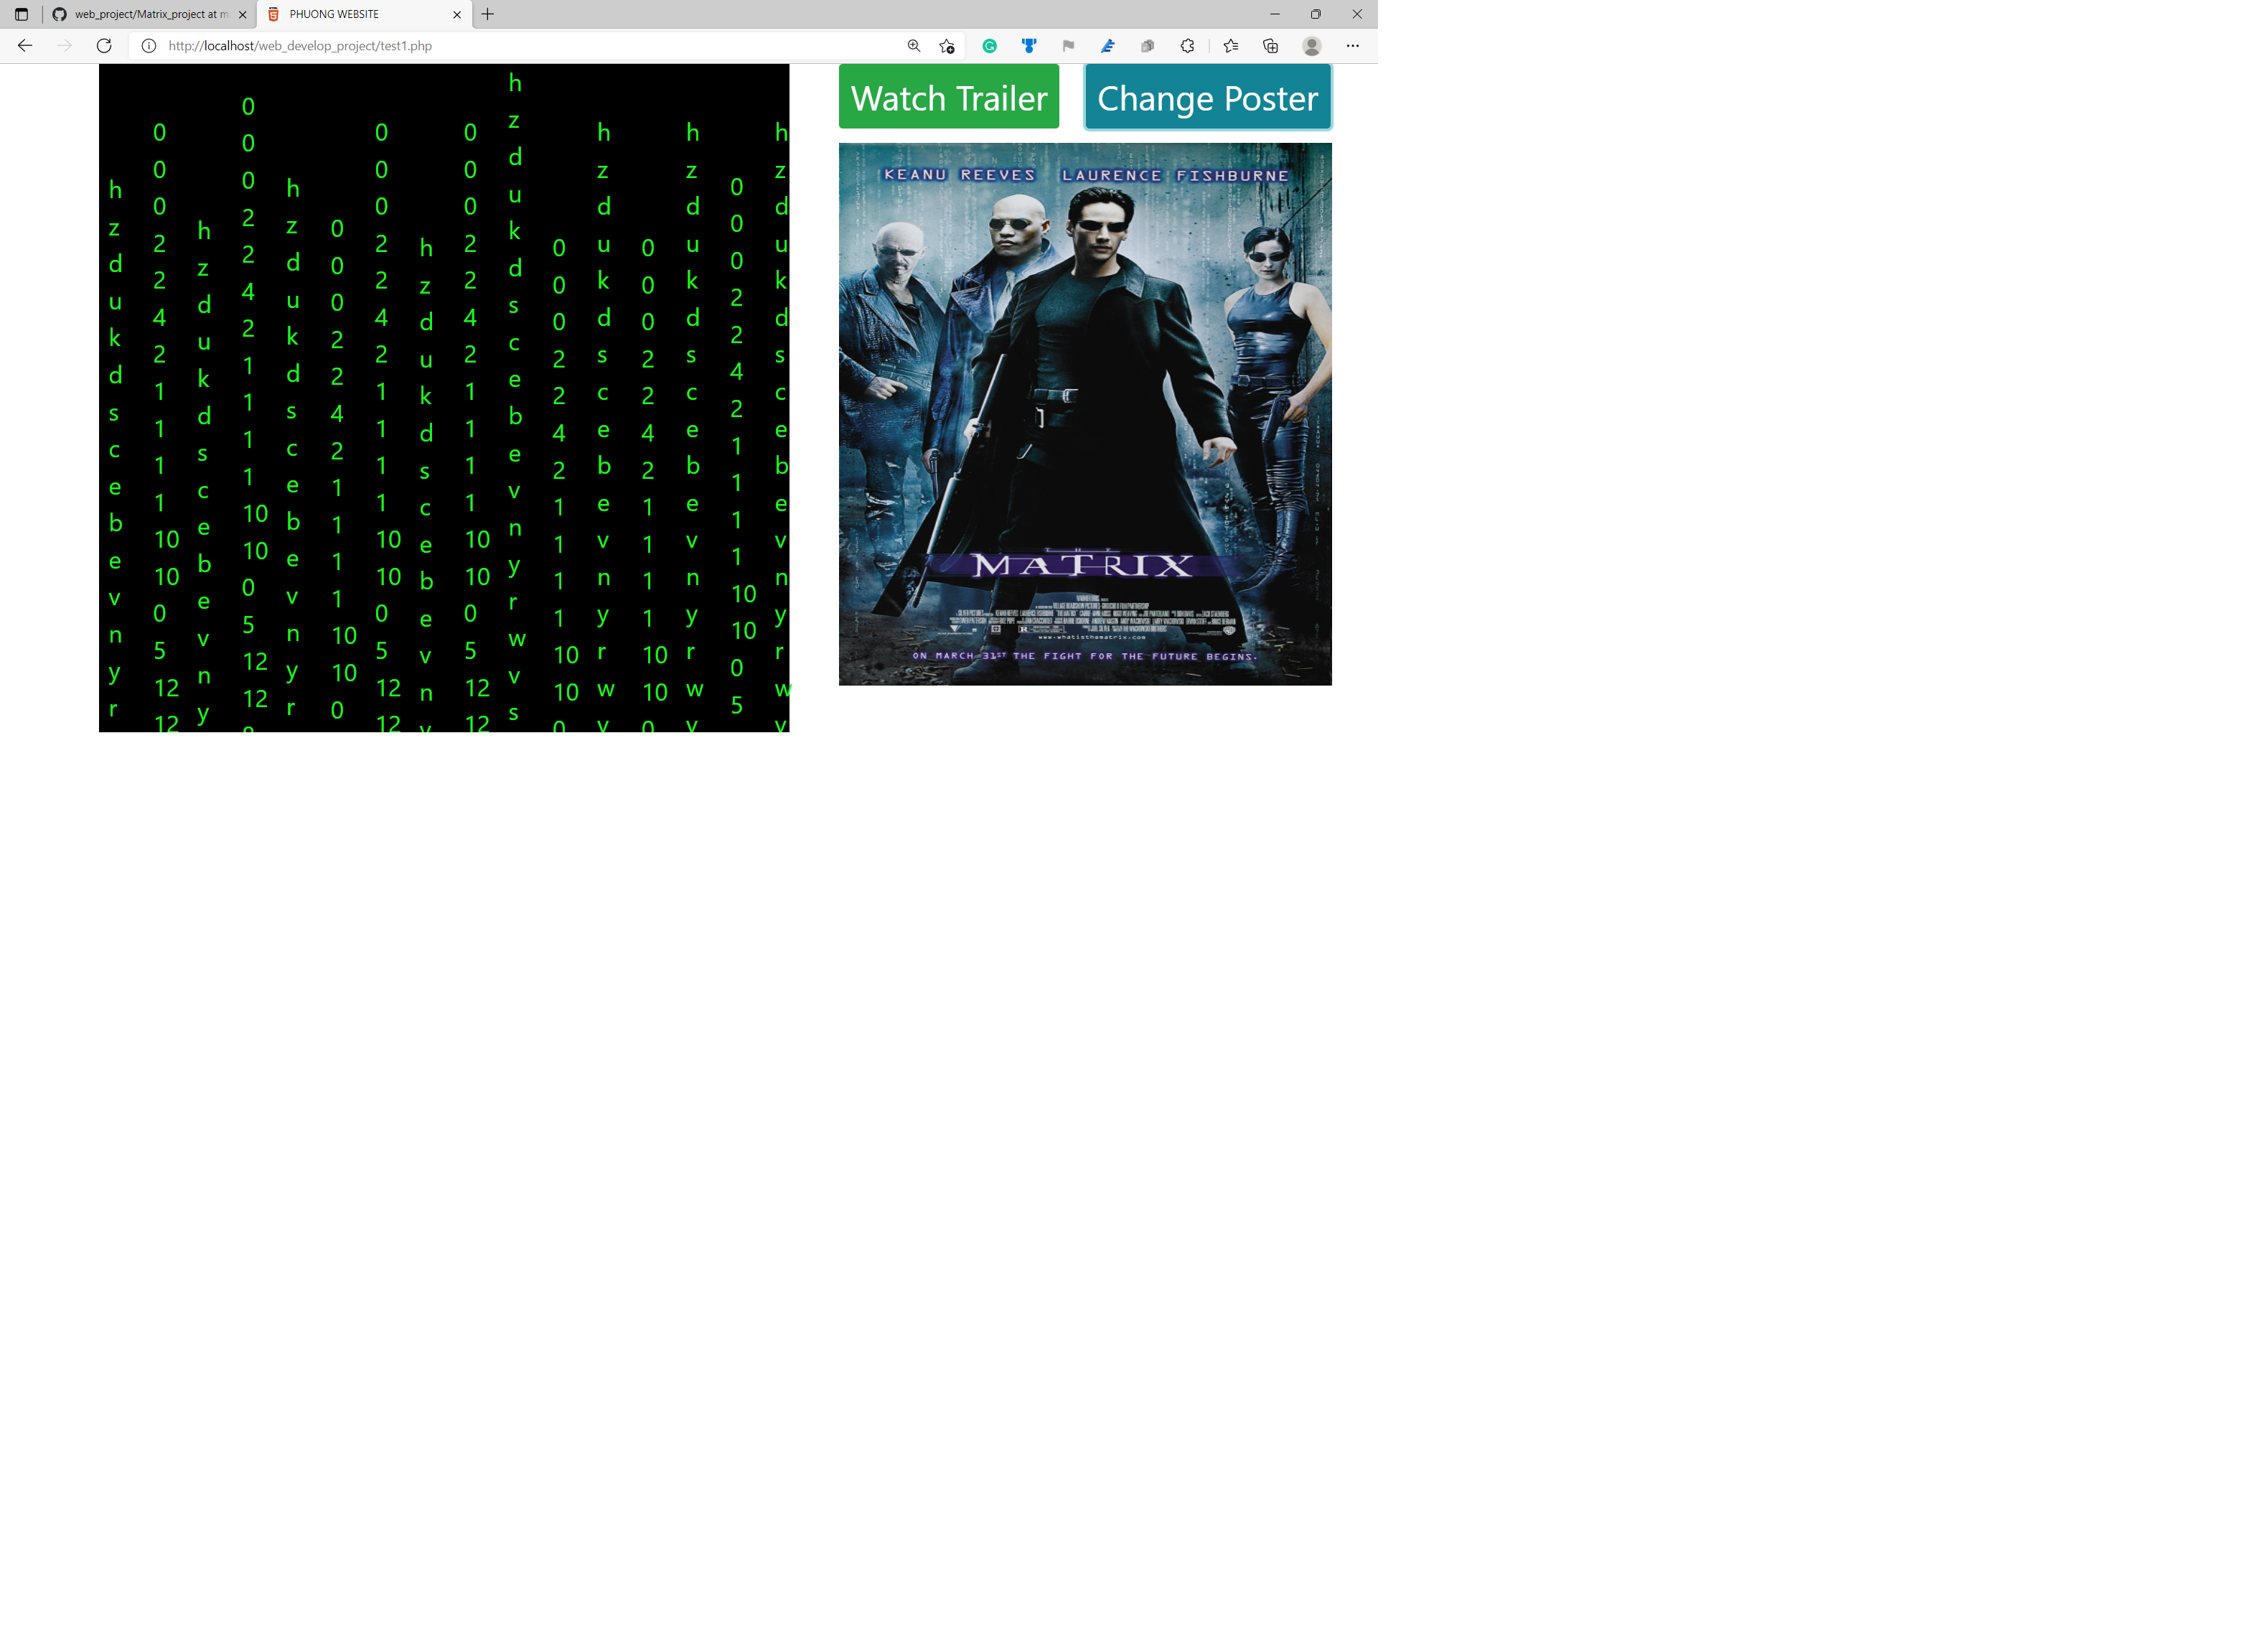 web_project/Matrix_project at m
PHUONG WEBSITE
http://localhost/web_develop_project/test1.php
h z d u k d s c e b e v n y r
0 0 0 2 2 4 2 1 1 1 1 10 10 0 5 12 12
h z d u k d s c e b e v n y
0 0 0 2 2 4 2 1 1 1 1 10 10 0 5 12 12
h z d u k d s c e b e v n y r
0 0 0 2 2 4 2 1 1 1 1 10 10 0
0 0 0 2 2 4 2 1 1 1 1 10 10 0 5 12 12
h z d u k d s c e b e v n y
0 0 0 2 2 4 2 1 1 1 1 10 10 0 5 12 12
h z d u k d s c e b e v n y r w v s
0 0 0 2 2 4 2 1 1 1 1 10 10 0
h z d u k d s c e b e v n y r w v
0 0 0 2 2 4 2 1 1 1 1 10 10 0
h z d u k d s c e b e v n y r w v
0 0 0 2 2 4 2 1 1 1 1 10 10 0 5
h z d u k d s c e b e v n y r w v
Watch Trailer
Change Poster
KEANU REEVES LAURENCE FISHBURNE
THE
MATRIX
www.whatisthematrix.com
ON MARCH 31ST THE FIGHT FOR THE FUTURE BEGINS.